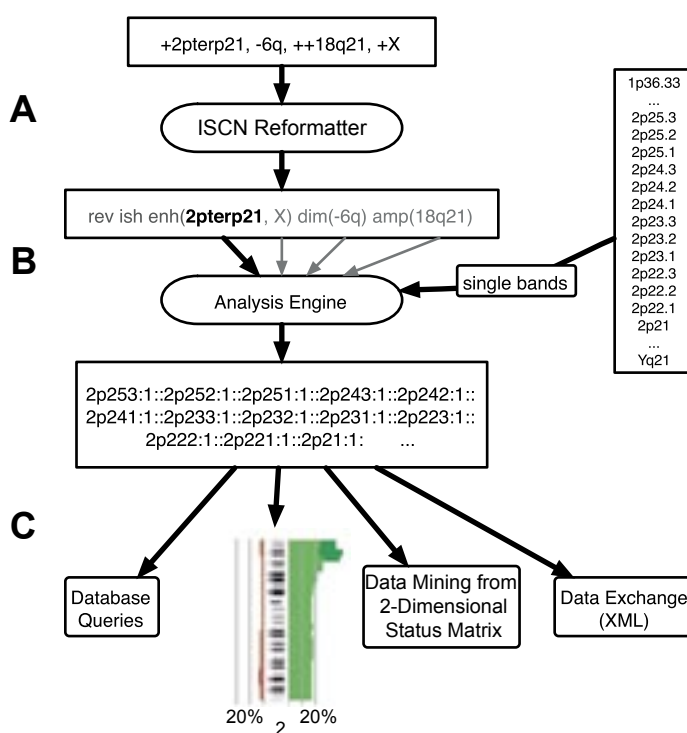 +2pterp21, -6q, ++18q21, +X
A
ISCN Reformatter
rev ish enh(2pterp21, X) dim(-6q) amp(18q21)
B
Analysis Engine
single bands
1p36.33
...
2p25.3
2p25.2
2p25.1
2p24.3
2p24.2
2p24.1
2p23.3
2p23.2
2p23.1
2p22.3
2p22.2
2p22.1
2p21
...
Yq21
2p253:1::2p252:1::2p251:1::2p243:1::2p242:1::
2p241:1::2p233:1::2p232:1::2p231:1::2p223:1::
2p222:1::2p221:1::2p21:1: ...
C
Database
Queries
20% 2 20%
Data Mining from
2-Dimensional
Status Matrix
Data Exchange
(XML)